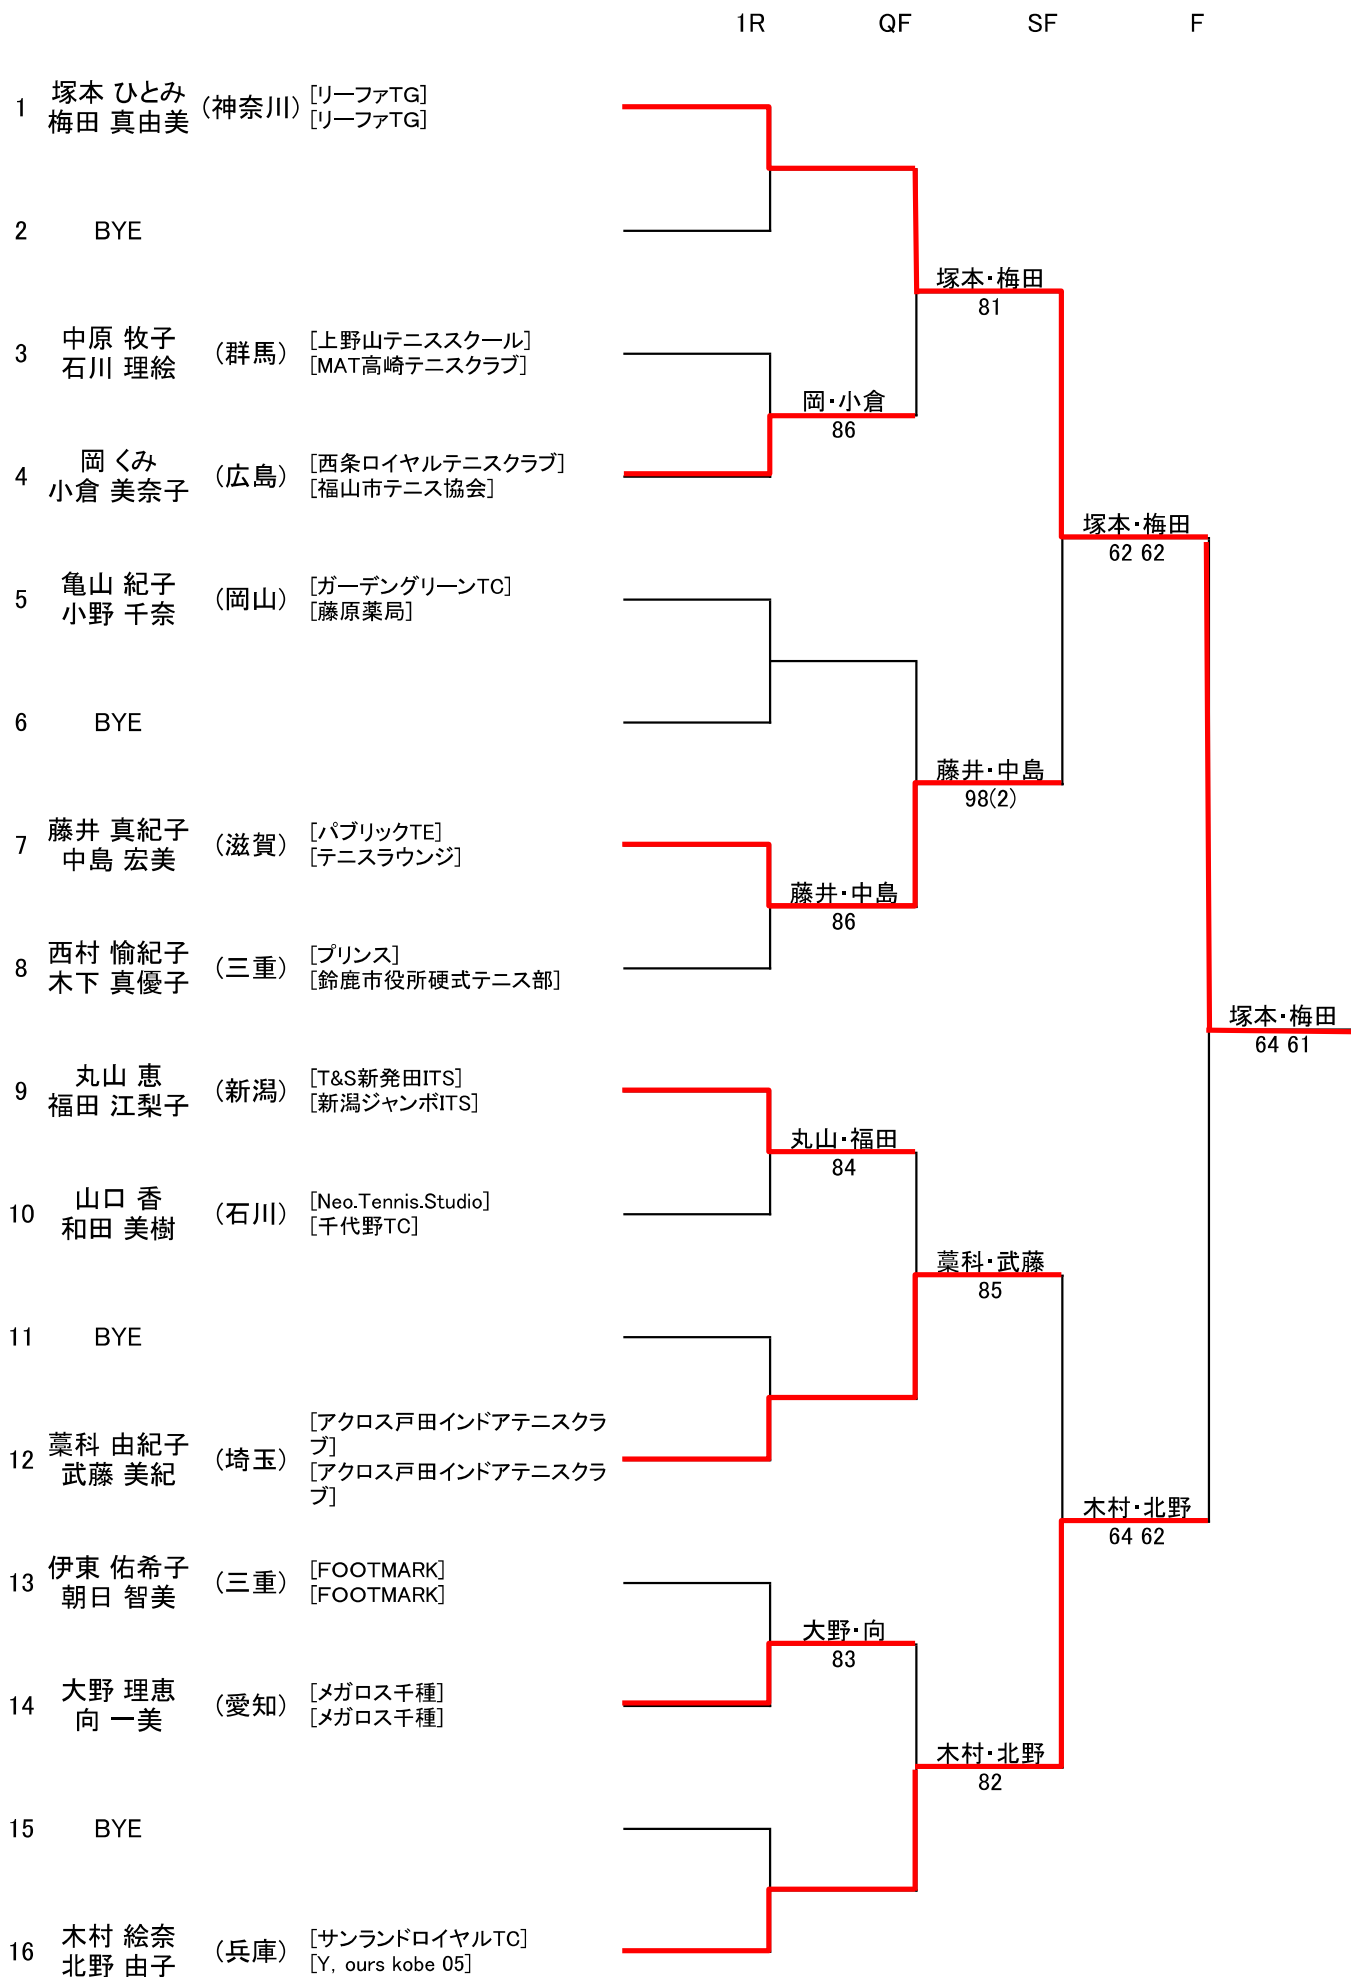 1R QF SF F
1 塚本 ひとみ (神奈川) [リーファTG]
梅田 真由美 [リーファTG]
2 BYE
塚本・梅田
81
3 中原 牧子 (群馬) [上野山テニススクール]
石川 理絵 [MAT高崎テニスクラブ]
岡・小倉
86
4 岡 くみ (広島) [西条ロイヤルテニスクラブ]
小倉 美奈子 [福山市テニス協会]
塚本・梅田
62 62
5 亀山 紀子 (岡山) [ガーデングリーンTC]
小野 千奈 [藤原薬局]
6 BYE
藤井・中島
98(2)
7 藤井 真紀子 (滋賀) [パブリックTE]
中島 宏美 [テニスラウンジ]
藤井・中島
86
8 西村 愉紀子 (三重) [プリンス]
木下 真優子 [鈴鹿市役所硬式テニス部]
塚本・梅田
64 61
9 丸山 恵 (新潟) [T&S新発田ITS]
福田 江梨子 [新潟ジャンボITS]
丸山・福田
84
10 山口 香 (石川) [Neo.Tennis.Studio]
和田 美樹 [千代野TC]
藁科・武藤
85
11 BYE
12 藁科 由紀子 (埼玉) [アクロス戸田インドアテニスクラ
ブ]
武藤 美紀 [アクロス戸田インドアテニスクラ
ブ]
木村・北野
64 62
13 伊東 佑希子 (三重) [FOOTMARK]
朝日 智美 [FOOTMARK]
大野・向
83
14 大野 理恵 (愛知) [メガロス千種]
向 一美 [メガロス千種]
木村・北野
82
15 BYE
16 木村 絵奈 (兵庫) [サンランドロイヤルTC]
北野 由子 [Y, ours kobe 05]